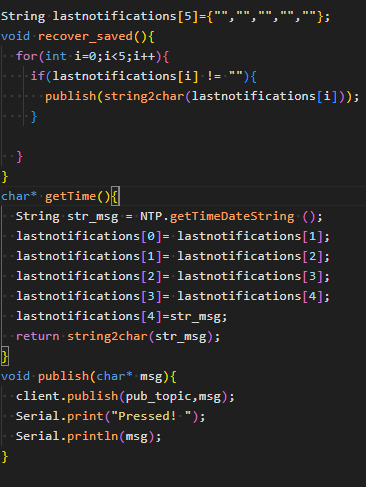 String lastnotifications[5]={"","","","",""};
void recover_saved(){
  for(int i=0;i<5;i++){
    if(lastnotifications[i] != ""){
      publish(string2char(lastnotifications[i]));
    }

  }
}
char* getTime(){
  String str_msg = NTP.getTimeDateString ();
  lastnotifications[0]= lastnotifications[1];
  lastnotifications[1]= lastnotifications[2];
  lastnotifications[2]= lastnotifications[3];
  lastnotifications[3]= lastnotifications[4];
  lastnotifications[4]=str_msg;
  return string2char(str_msg);
}
void publish(char* msg){
  client.publish(pub_topic,msg);
  Serial.print("Pressed! ");
  Serial.println(msg);
}